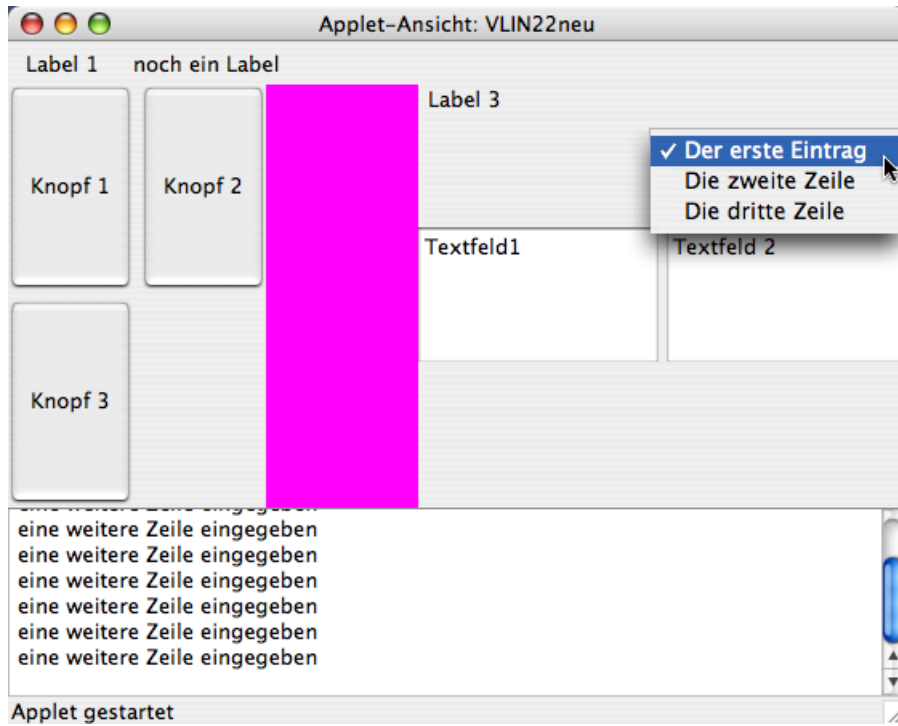 Applet-Ansicht: VLIN22neu
Label 1 noch ein Label
Label 3
Knopf 1 Knopf 2
✓ Der erste Eintrag
Die zweite Zeile
Die dritte Zeile
Textfeld1 Textfeld 2
Knopf 3
eine weitere Zeile eingegeben
eine weitere Zeile eingegeben
eine weitere Zeile eingegeben
eine weitere Zeile eingegeben
eine weitere Zeile eingegeben
eine weitere Zeile eingegeben
Applet gestartet